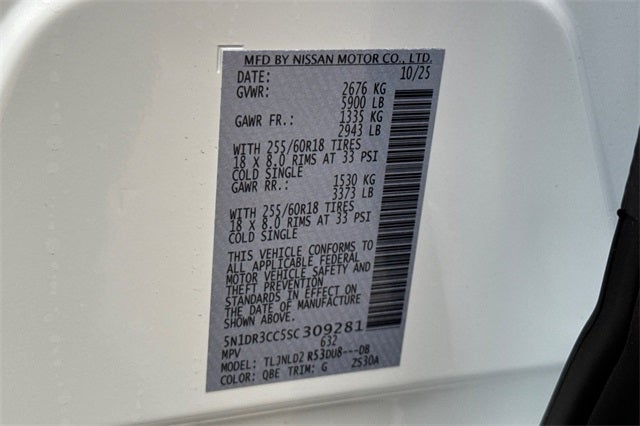 MFD BY NISSAN MOTOR CO., LTD.
DATE: 10/25
GVWR: 2676 KG
5900 LB
GAWR FR.: 1335 KG
2943 LB
WITH 255/60R18 TIRES
18 X 8.0 RIMS AT 33 PSI
COLD SINGLE
GAWR RR.: 1530 KG
3373 LB
WITH 255/60R18 TIRES
18 X 8.0 RIMS AT 33 PSI
COLD SINGLE
THIS VEHICLE CONFORMS TO
ALL APPLICABLE FEDERAL
MOTOR VEHICLE SAFETY AND
THEFT PREVENTION
STANDARDS IN EFFECT ON
THE DATE OF MANUFACTURE
SHOWN ABOVE.
5N1DR3CC5SC309281
MPV 632
MODEL: TLJNLD2 R53DU8---DB
COLOR: QBE TRIM: G 2S30A